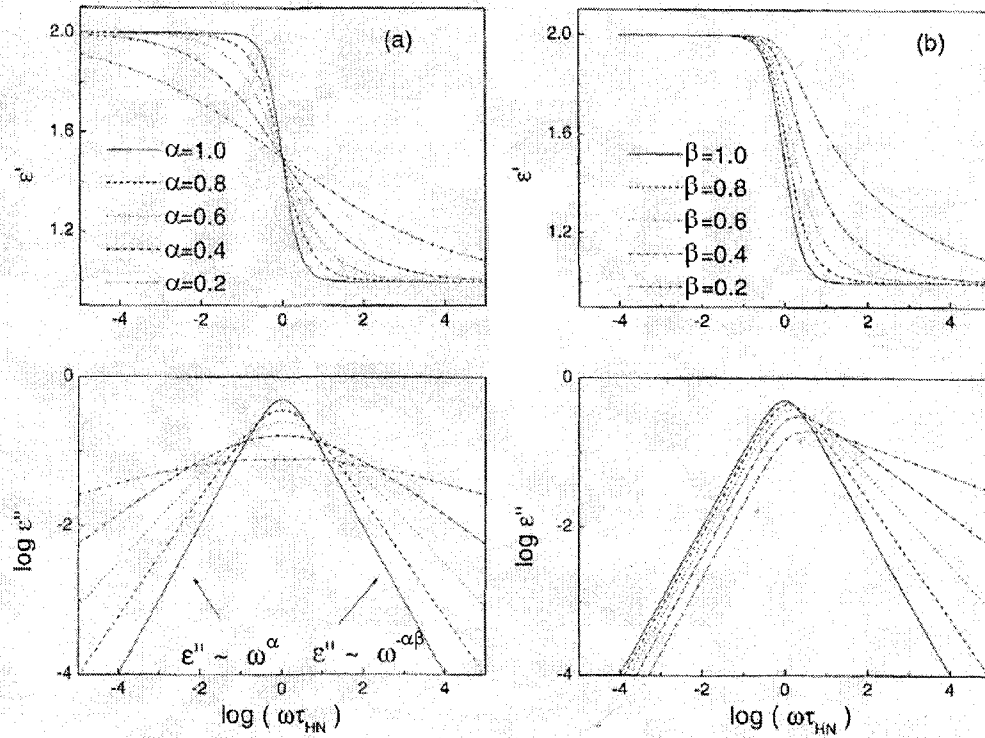 2.0
1.6
1.2
ε'
(a)
α=1.0
α=0.8
α=0.6
α=0.4
α=0.2
-4 -2 0 2 4
2.0
1.6
1.2
ε'
(b)
β=1.0
β=0.8
β=0.6
β=0.4
β=0.2
-4 -2 0 2 4
0
-2
-4
log ε''
ε'' ~ ω^α
ε'' ~ ω^-αβ
-4 -2 0 2 4
log ( ωτ_HN )
0
-2
-4
log ε''
-4 -2 0 2 4
log ( ωτ_HN )